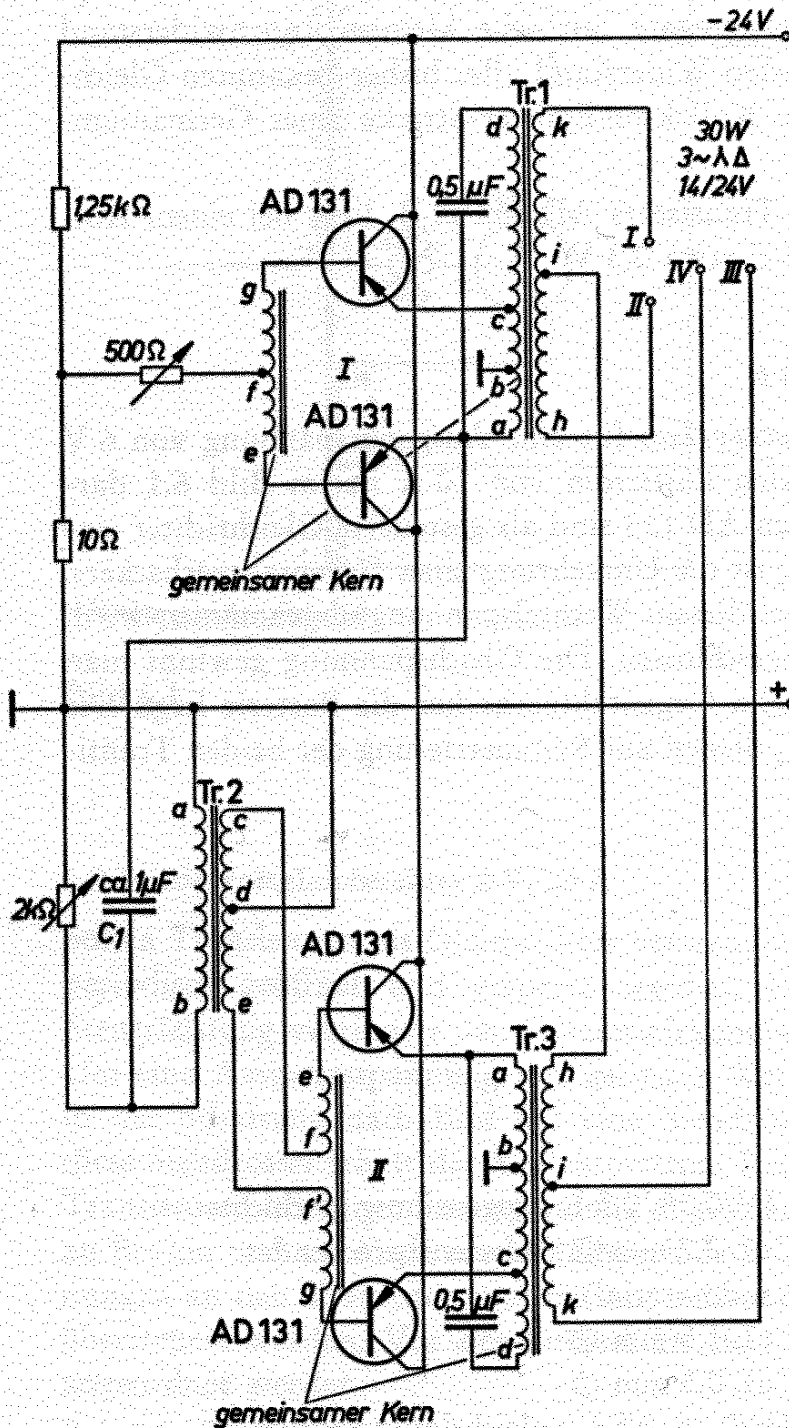 −24V
Tr.1
d
k
30W
3~⅄ Δ
14/24V
1,25kΩ
AD 131
0,5 µF
I
i
IV
III
II
g
c
500Ω
I
f
b
AD 131
e
a
h
10Ω
gemeinsamer Kern
+
Tr.2
a
c
ca. 1µF
2kΩ
d
C1
AD 131
b
e
Tr.3
a
h
e
b
f
II
i
f'
c
g
0,5 µF
k
AD 131
d
gemeinsamer Kern